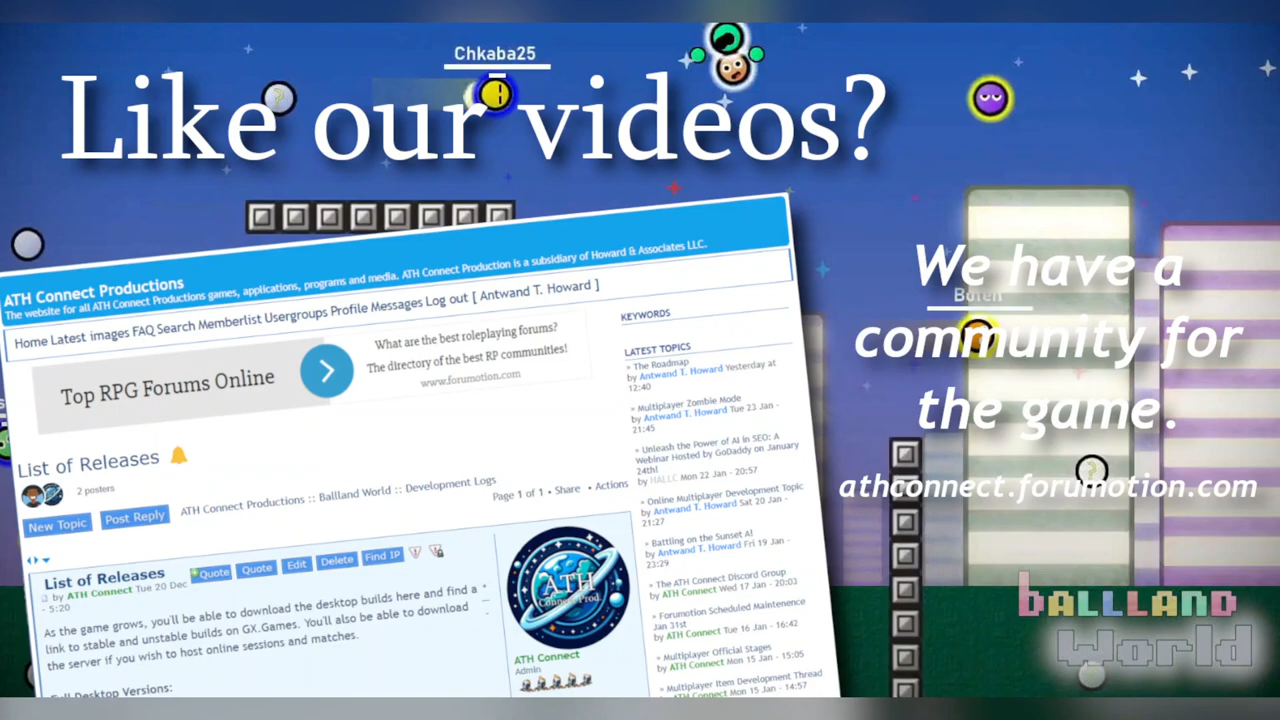 Chkaba25
Like our videos?
ATH Connect Productions
The website for all ATH Connect Productions games, applications, programs and media. ATH Connect Production is a subsidiary of Howard & Associates LLC.
Home Latest images FAQ Search Memberlist Usergroups Profile Messages Log out [ Antwand T. Howard ]
Top RPG Forums Online
What are the best roleplaying forums?
The directory of the best RP communities!
www.forumotion.com
List of Releases
2 posters
New Topic
Post Reply
ATH Connect Productions :: Ballland World :: Development Logs
Page 1 of 1 • Share • Actions
List of Releases
by ATH Connect Tue 20 Dec
- 5:20
Quote
Quote
Edit
Delete
Find IP
As the game grows, you'll be able to download the desktop builds here and find a
link to stable and unstable builds on GX.Games. You'll also be able to download
the server if you wish to host online sessions and matches.
Full Desktop Versions:
ATH
Connect Prod.
ATH Connect
Admin
KEYWORDS
LATEST TOPICS
» The Roadmap
by Antwand T. Howard Yesterday at
12:40
» Multiplayer Zombie Mode
by Antwand T. Howard Tue 23 Jan -
21:45
» Unleash the Power of AI in SEO: A
Webinar Hosted by GoDaddy on January
24th!
by HALLC Mon 22 Jan - 20:57
» Online Multiplayer Development Topic
by Antwand T. Howard Sat 20 Jan -
21:27
» Battling on the Sunset A!
by Antwand T. Howard Fri 19 Jan -
23:29
» The ATH Connect Discord Group
by ATH Connect Wed 17 Jan - 20:03
» Forumotion Scheduled Maintenence
Jan 31st
by ATH Connect Tue 16 Jan - 16:42
» Multiplayer Official Stages
by ATH Connect Mon 15 Jan - 15:05
» Multiplayer Item Development Thread
by ATH Connect Mon 15 Jan - 14:57
We have a
community for
the game.
athconnect.forumotion.com
BALLLAND
World